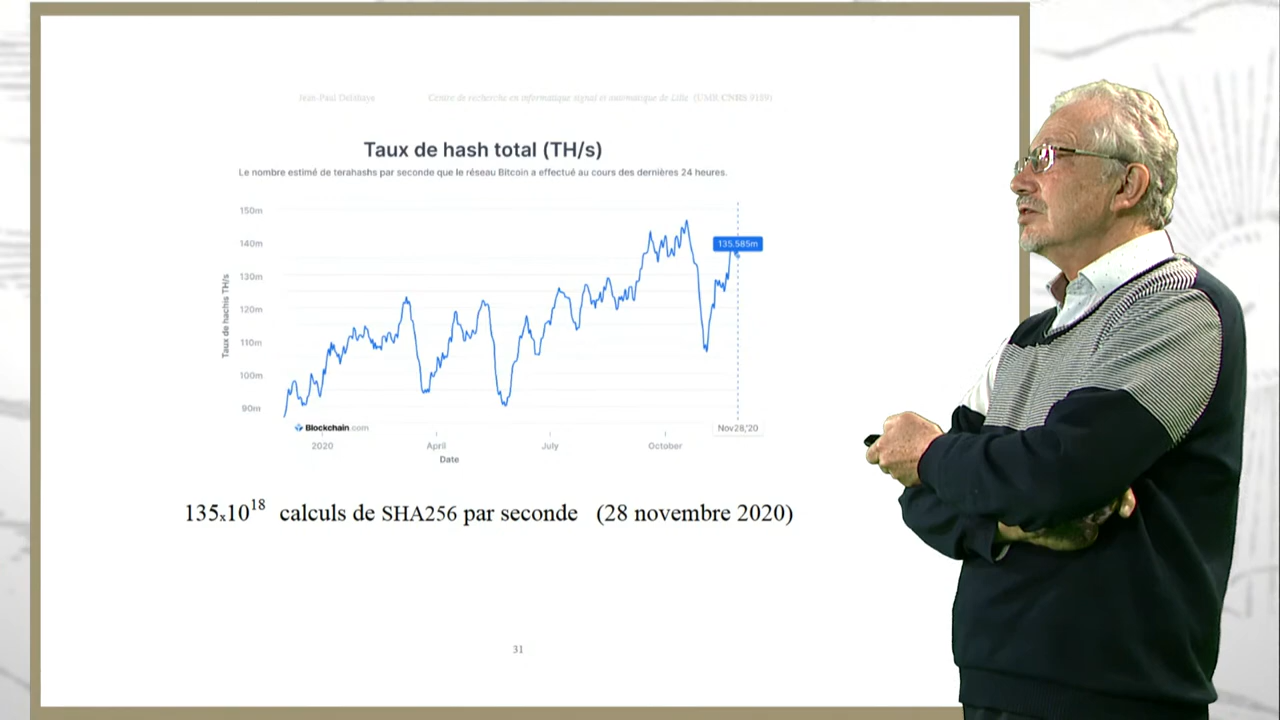 Jean-Paul Delahaye Centre de recherche en informatique signal et automatique de Lille (UMR CNRS 9189)
Taux de hash total (TH/s)
Le nombre estimé de terahashs par seconde que le réseau Bitcoin a effectué au cours des dernières 24 heures.
150m
140m
135.585m
130m
120m
110m
100m
90m
Taux de hachis TH/s
Blockchain.com
Nov28,'20
2020 April July October
Date
135x10^18 calculs de SHA256 par seconde (28 novembre 2020)
31